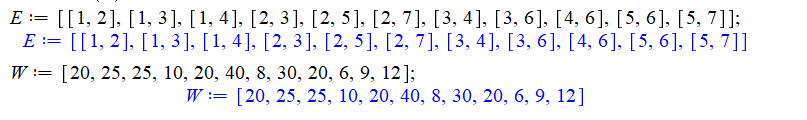 E := [[1, 2], [1, 3], [1, 4], [2, 3], [2, 5], [2, 7], [3, 4], [3, 6], [4, 6], [5, 6], [5, 7]];
E := [[1, 2], [1, 3], [1, 4], [2, 3], [2, 5], [2, 7], [3, 4], [3, 6], [4, 6], [5, 6], [5, 7]]
W := [20, 25, 25, 10, 20, 40, 8, 30, 20, 6, 9, 12];
W := [20, 25, 25, 10, 20, 40, 8, 30, 20, 6, 9, 12]